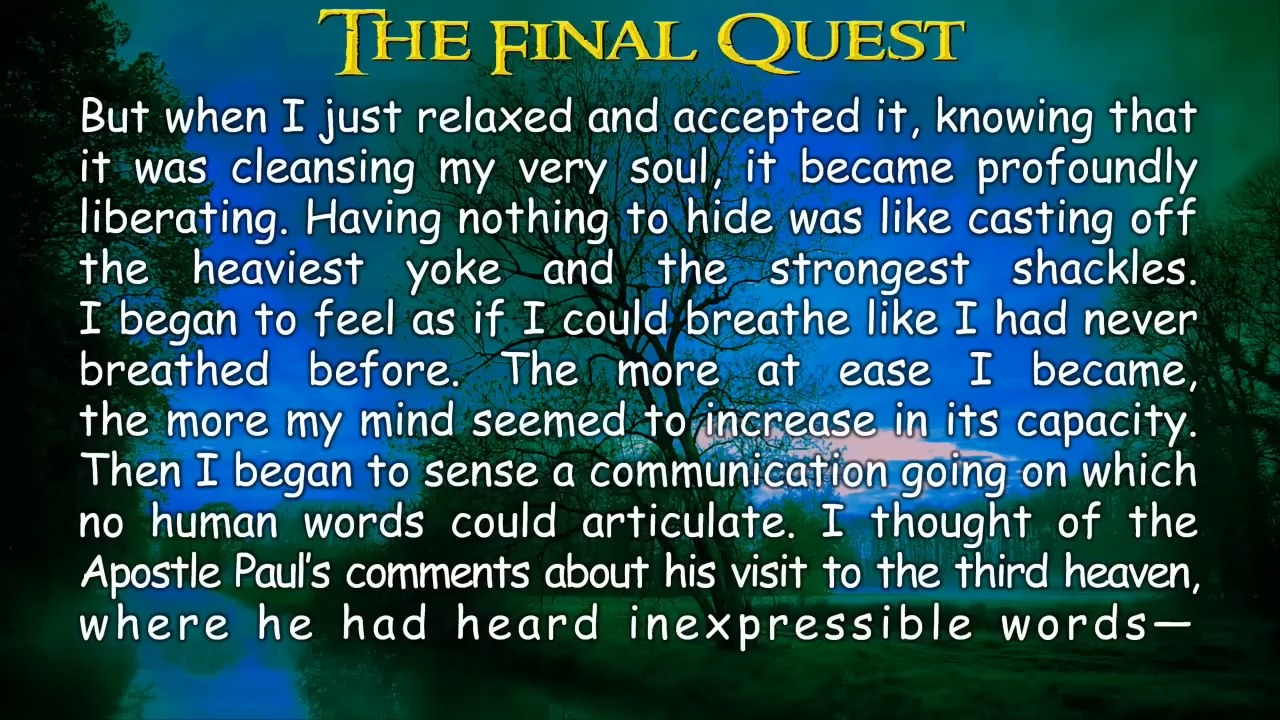 The Final Quest
But when I just relaxed and accepted it, knowing that
it was cleansing my very soul, it became profoundly
liberating. Having nothing to hide was like casting off
the heaviest yoke and the strongest shackles.
I began to feel as if I could breathe like I had never
breathed before. The more at ease I became,
the more my mind seemed to increase in its capacity.
Then I began to sense a communication going on which
no human words could articulate. I thought of the
Apostle Paul's comments about his visit to the third heaven,
where he had heard inexpressible words—